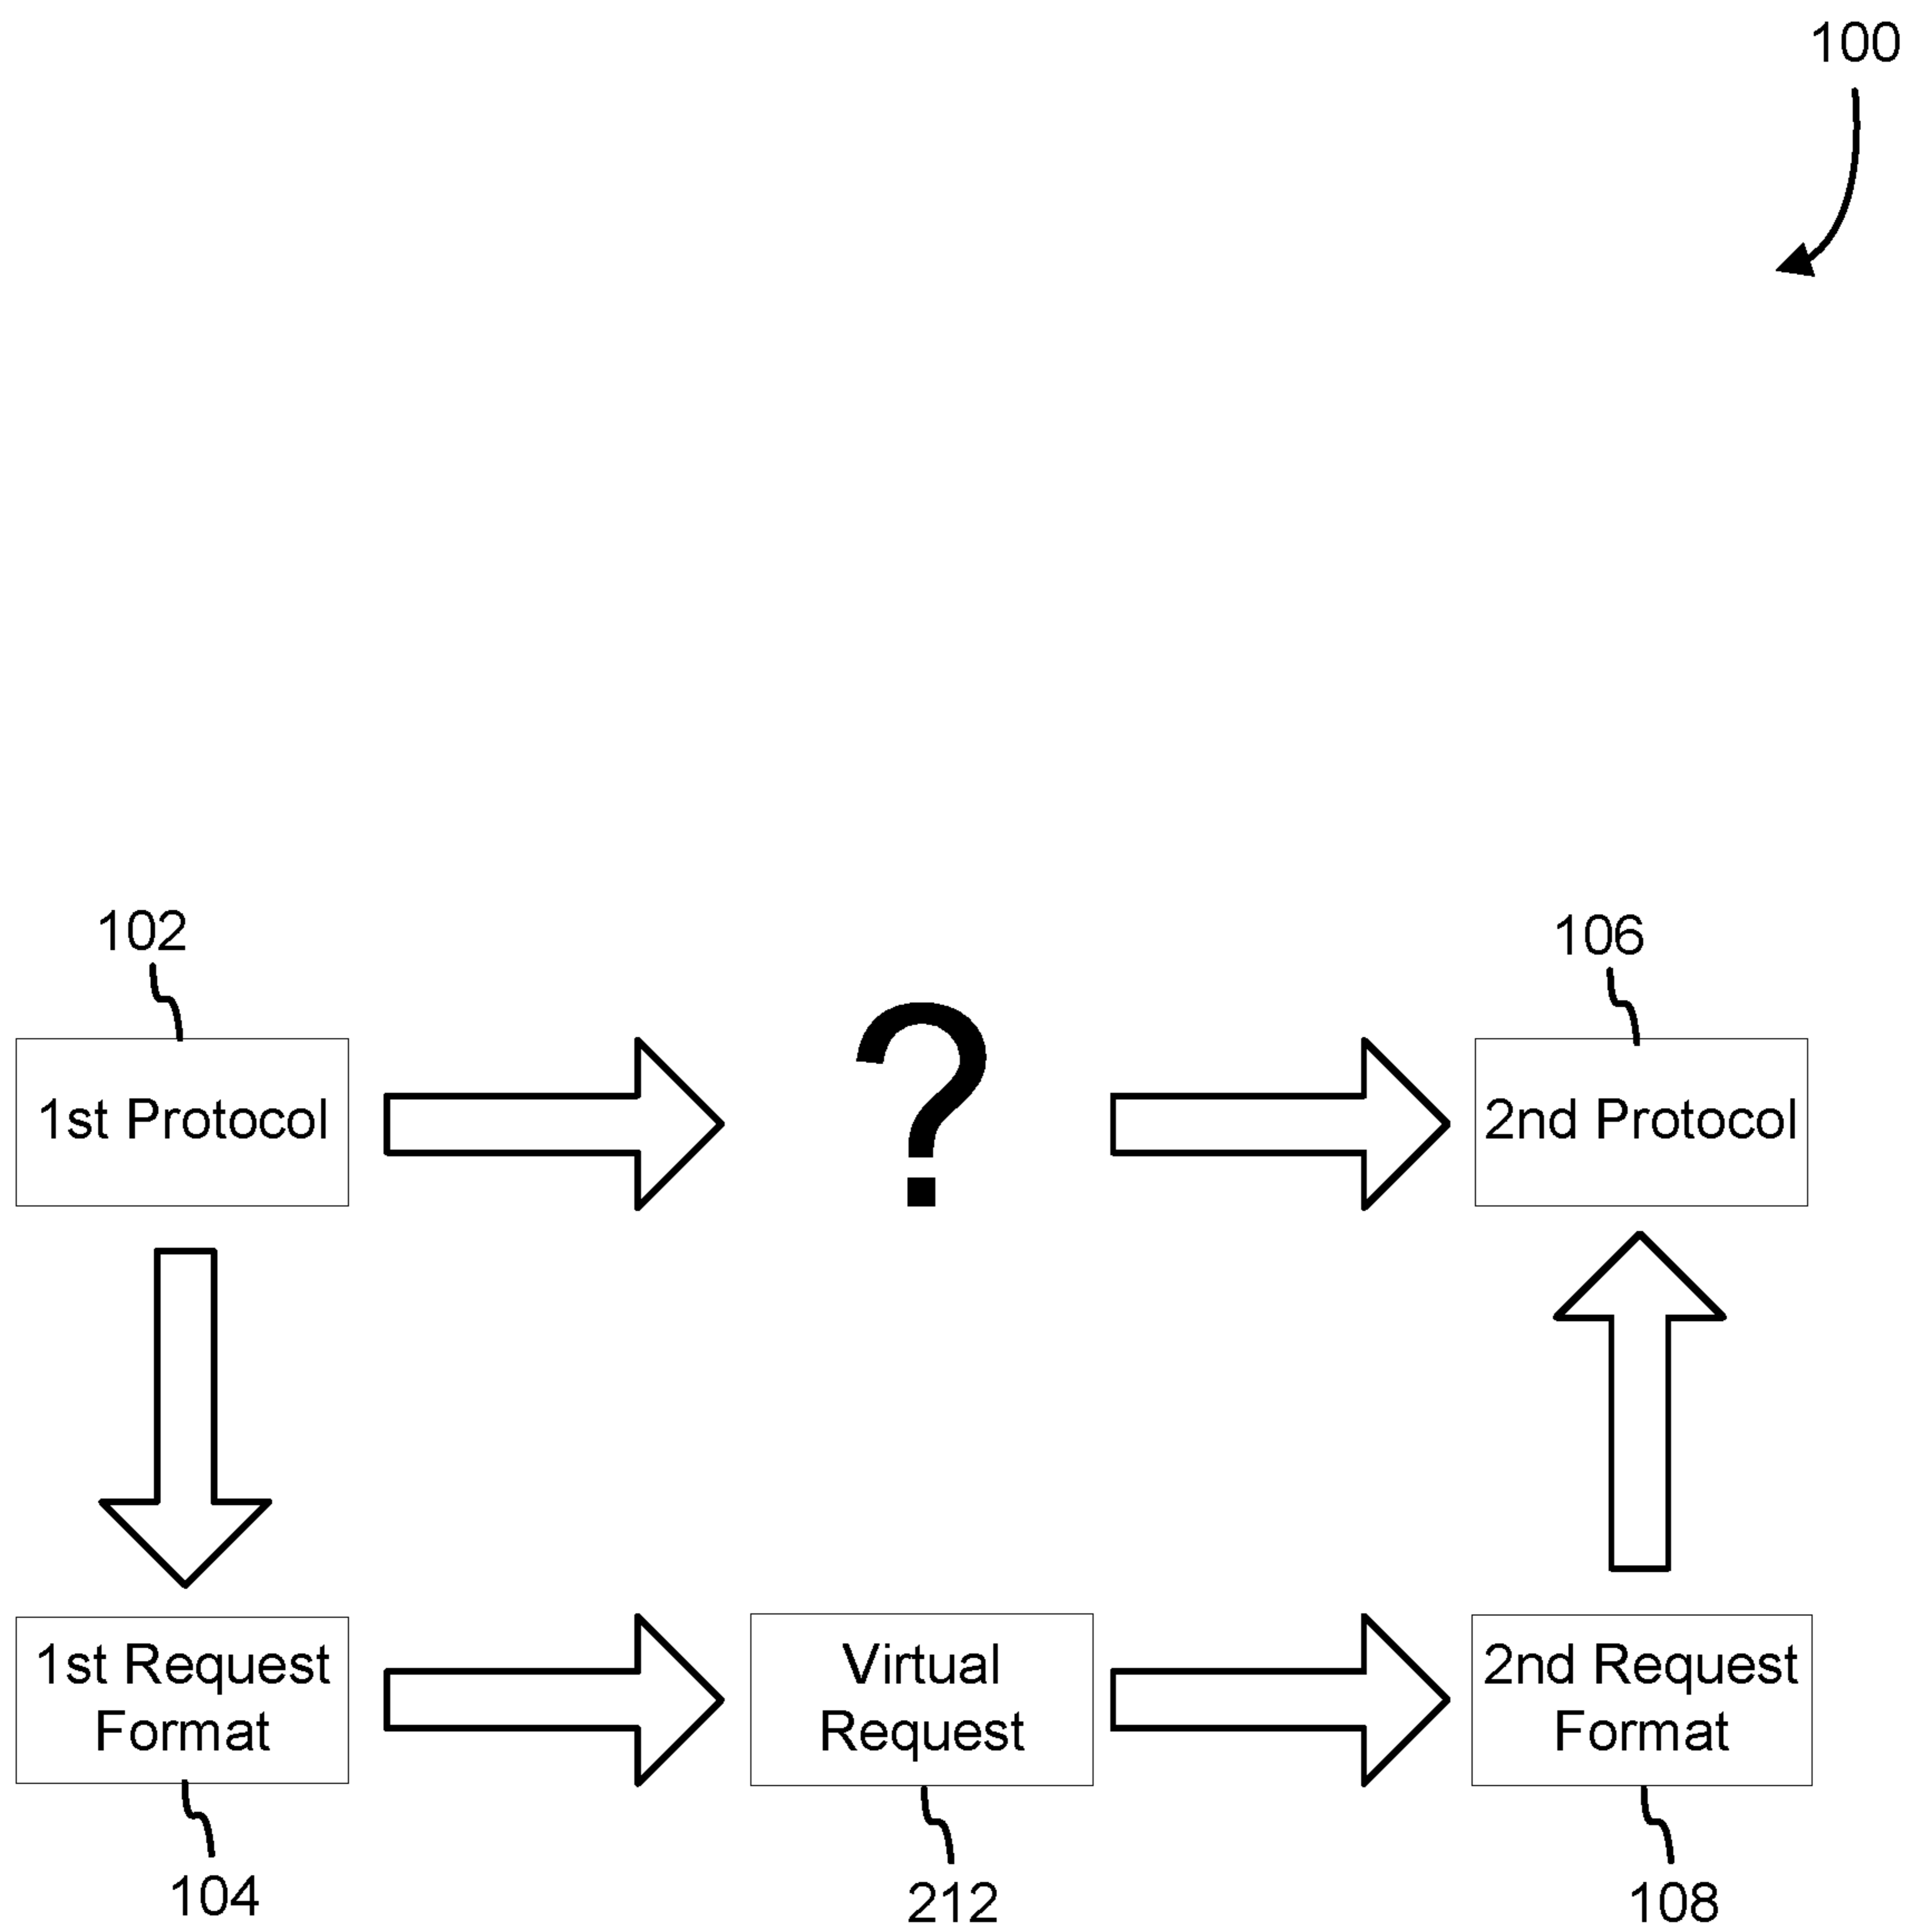 100
102
106
1st Protocol
?
2nd Protocol
1st Request
Format
Virtual
Request
2nd Request
Format
104
212
108